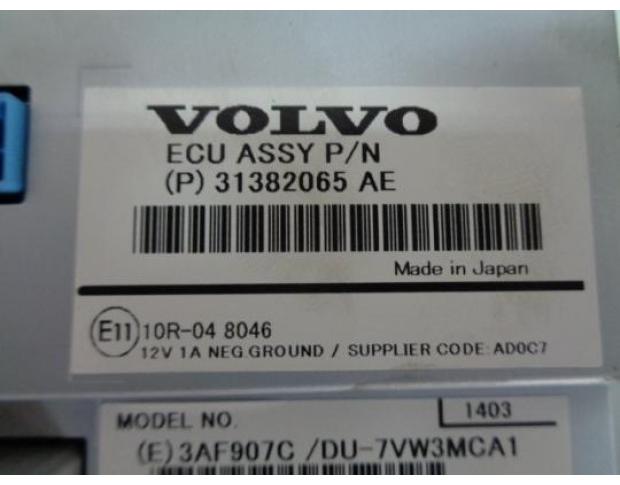 VOLVO
ECU ASSY P/N
(P) 31382065 AE
Made in Japan
E11 10R-04 8046
12V 1A NEG.GROUND / SUPPLIER CODE:AD0C7
MODEL NO. 1403
(E)3AF907C /DU-7VW3MCA1